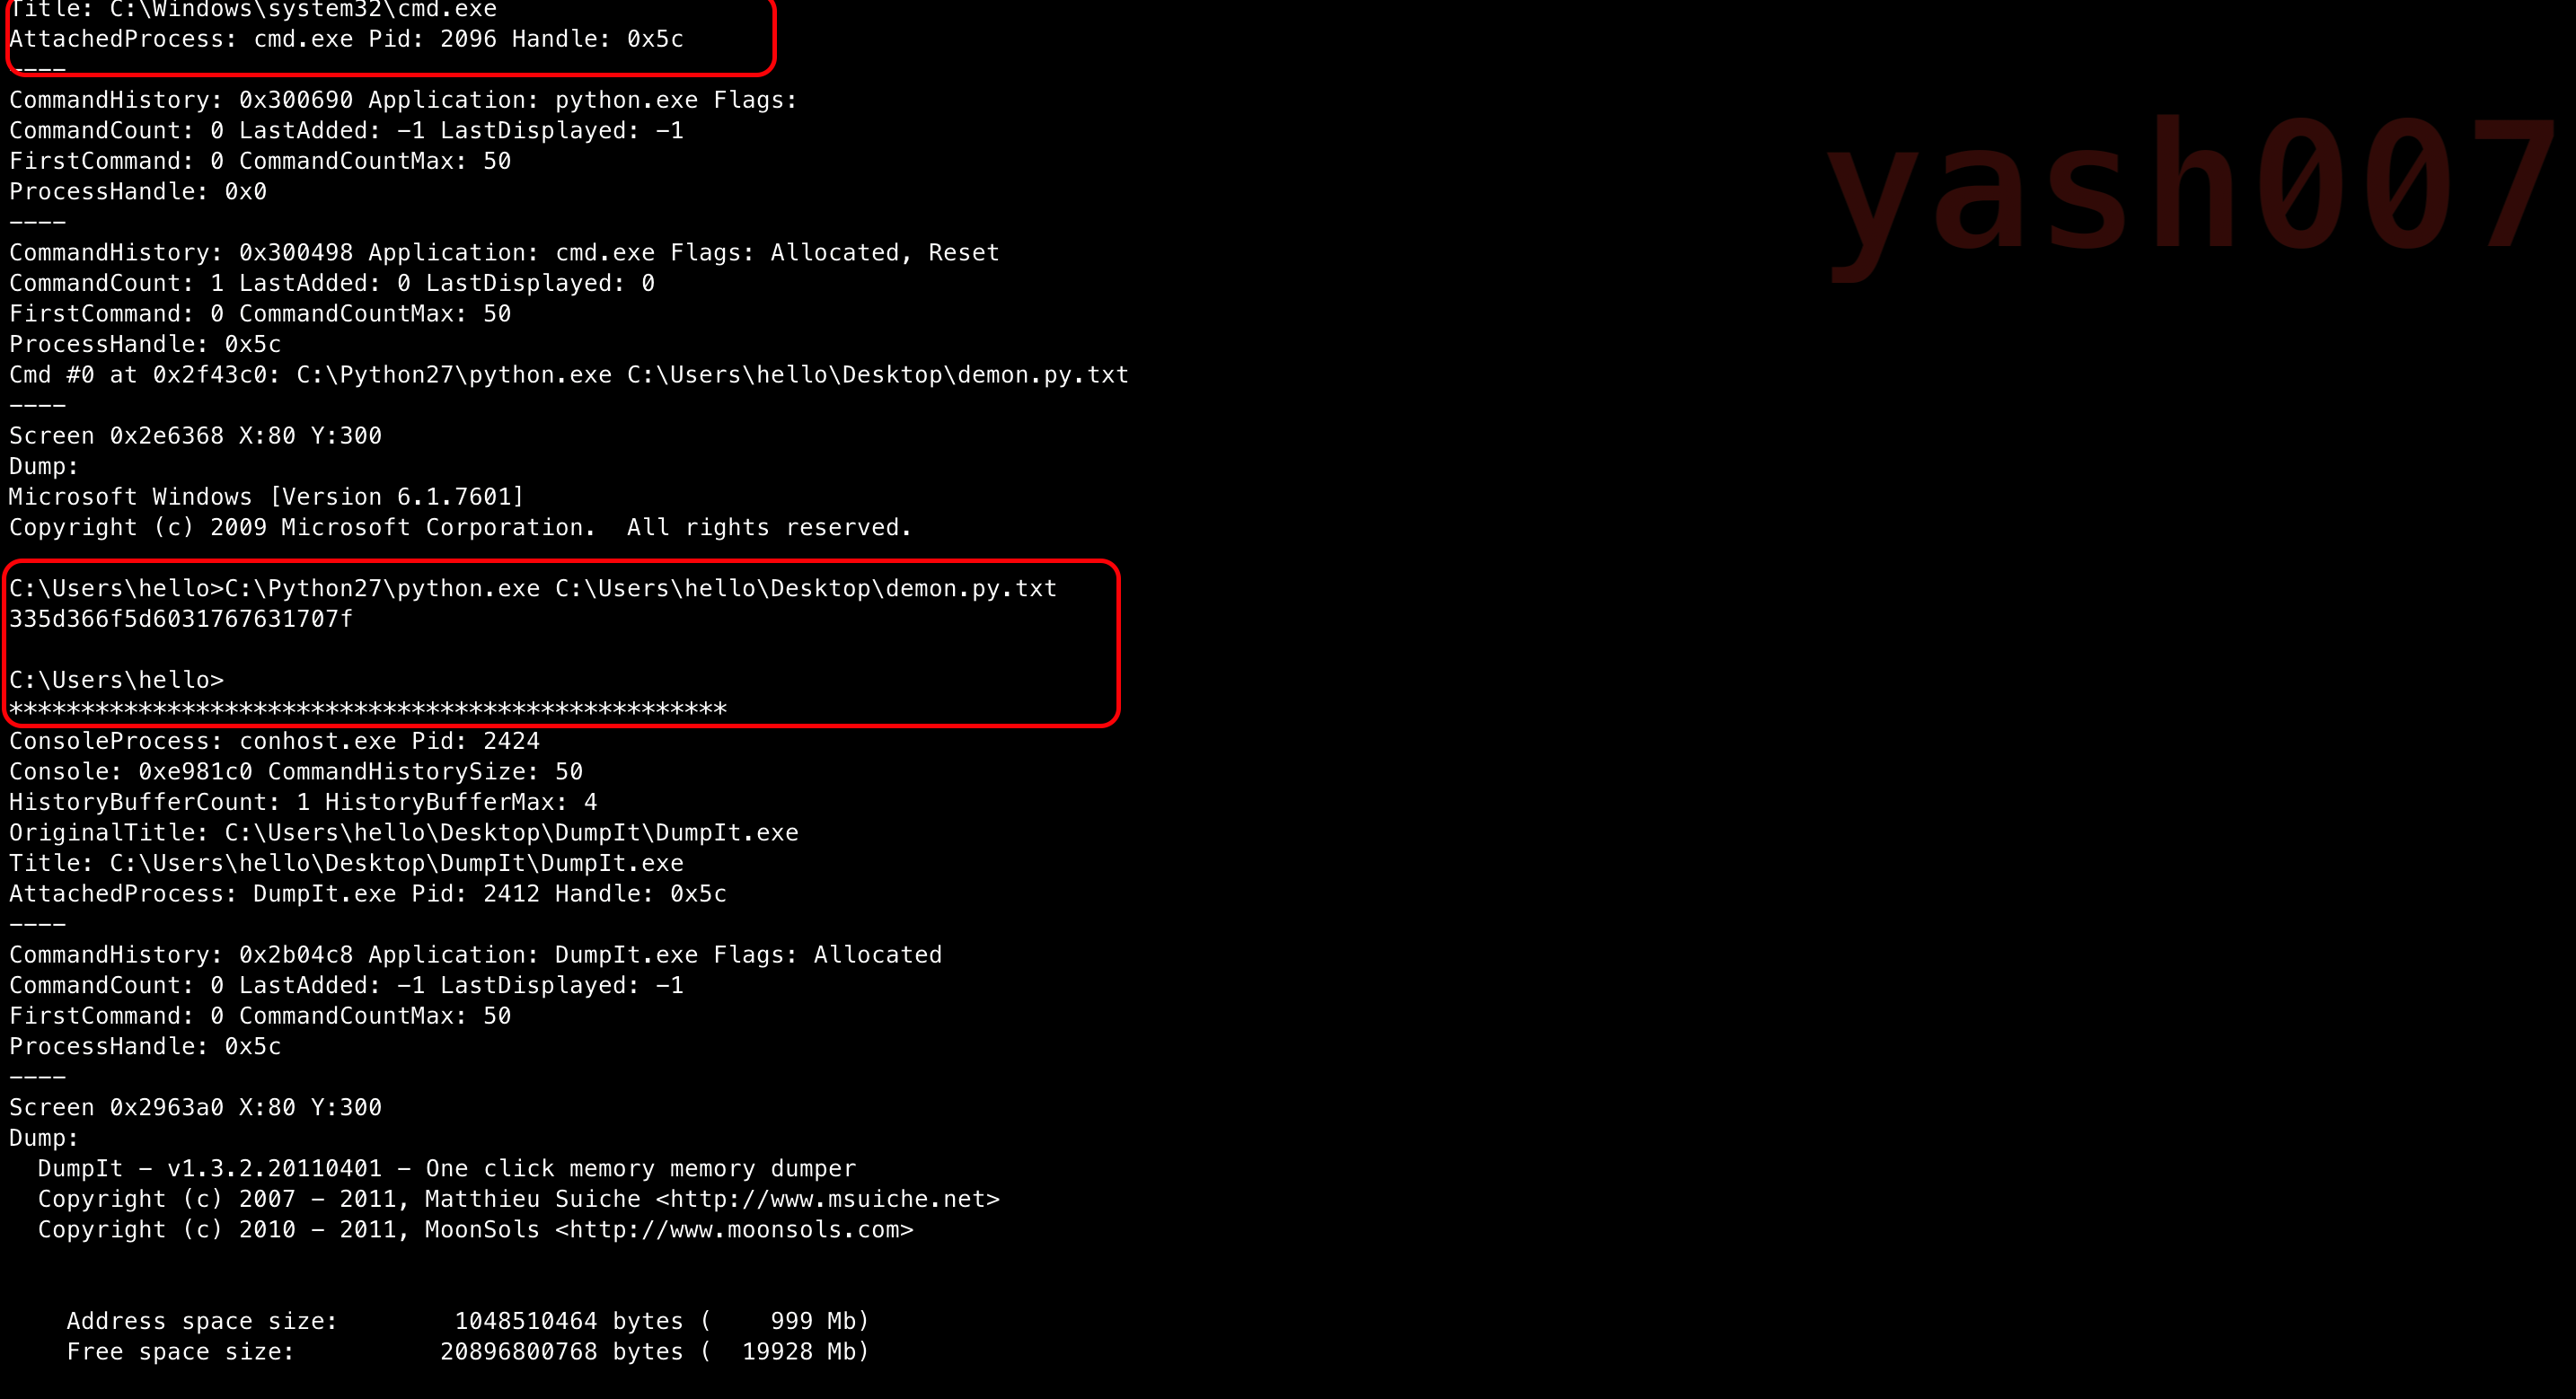 Title: C:\Windows\system32\cmd.exe
AttachedProcess: cmd.exe Pid: 2096 Handle: 0x5c
----
CommandHistory: 0x300690 Application: python.exe Flags:
CommandCount: 0 LastAdded: -1 LastDisplayed: -1
FirstCommand: 0 CommandCountMax: 50
ProcessHandle: 0x0
----
CommandHistory: 0x300498 Application: cmd.exe Flags: Allocated, Reset
CommandCount: 1 LastAdded: 0 LastDisplayed: 0
FirstCommand: 0 CommandCountMax: 50
ProcessHandle: 0x5c
Cmd #0 at 0x2f43c0: C:\Python27\python.exe C:\Users\hello\Desktop\demon.py.txt
----
Screen 0x2e6368 X:80 Y:300
Dump:
Microsoft Windows [Version 6.1.7601]
Copyright (c) 2009 Microsoft Corporation.  All rights reserved.
C:\Users\hello>C:\Python27\python.exe C:\Users\hello\Desktop\demon.py.txt
335d366f5d6031767631707f
C:\Users\hello>
**************************************************
ConsoleProcess: conhost.exe Pid: 2424
Console: 0xe981c0 CommandHistorySize: 50
HistoryBufferCount: 1 HistoryBufferMax: 4
OriginalTitle: C:\Users\hello\Desktop\DumpIt\DumpIt.exe
Title: C:\Users\hello\Desktop\DumpIt\DumpIt.exe
AttachedProcess: DumpIt.exe Pid: 2412 Handle: 0x5c
----
CommandHistory: 0x2b04c8 Application: DumpIt.exe Flags: Allocated
CommandCount: 0 LastAdded: -1 LastDisplayed: -1
FirstCommand: 0 CommandCountMax: 50
ProcessHandle: 0x5c
----
Screen 0x2963a0 X:80 Y:300
Dump:
  DumpIt - v1.3.2.20110401 - One click memory memory dumper
  Copyright (c) 2007 - 2011, Matthieu Suiche <http://www.msuiche.net>
  Copyright (c) 2010 - 2011, MoonSols <http://www.moonsols.com>
    Address space size:        1048510464 bytes (    999 Mb)
    Free space size:          20896800768 bytes (  19928 Mb)
yash007